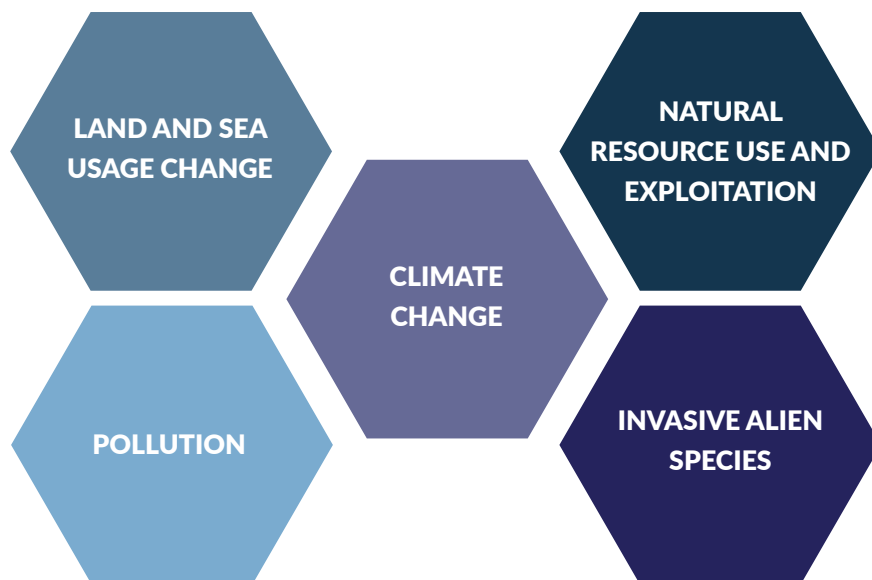 LAND AND SEA
USAGE CHANGE
NATURAL
RESOURCE USE AND
EXPLOITATION
CLIMATE
CHANGE
POLLUTION
INVASIVE ALIEN
SPECIES